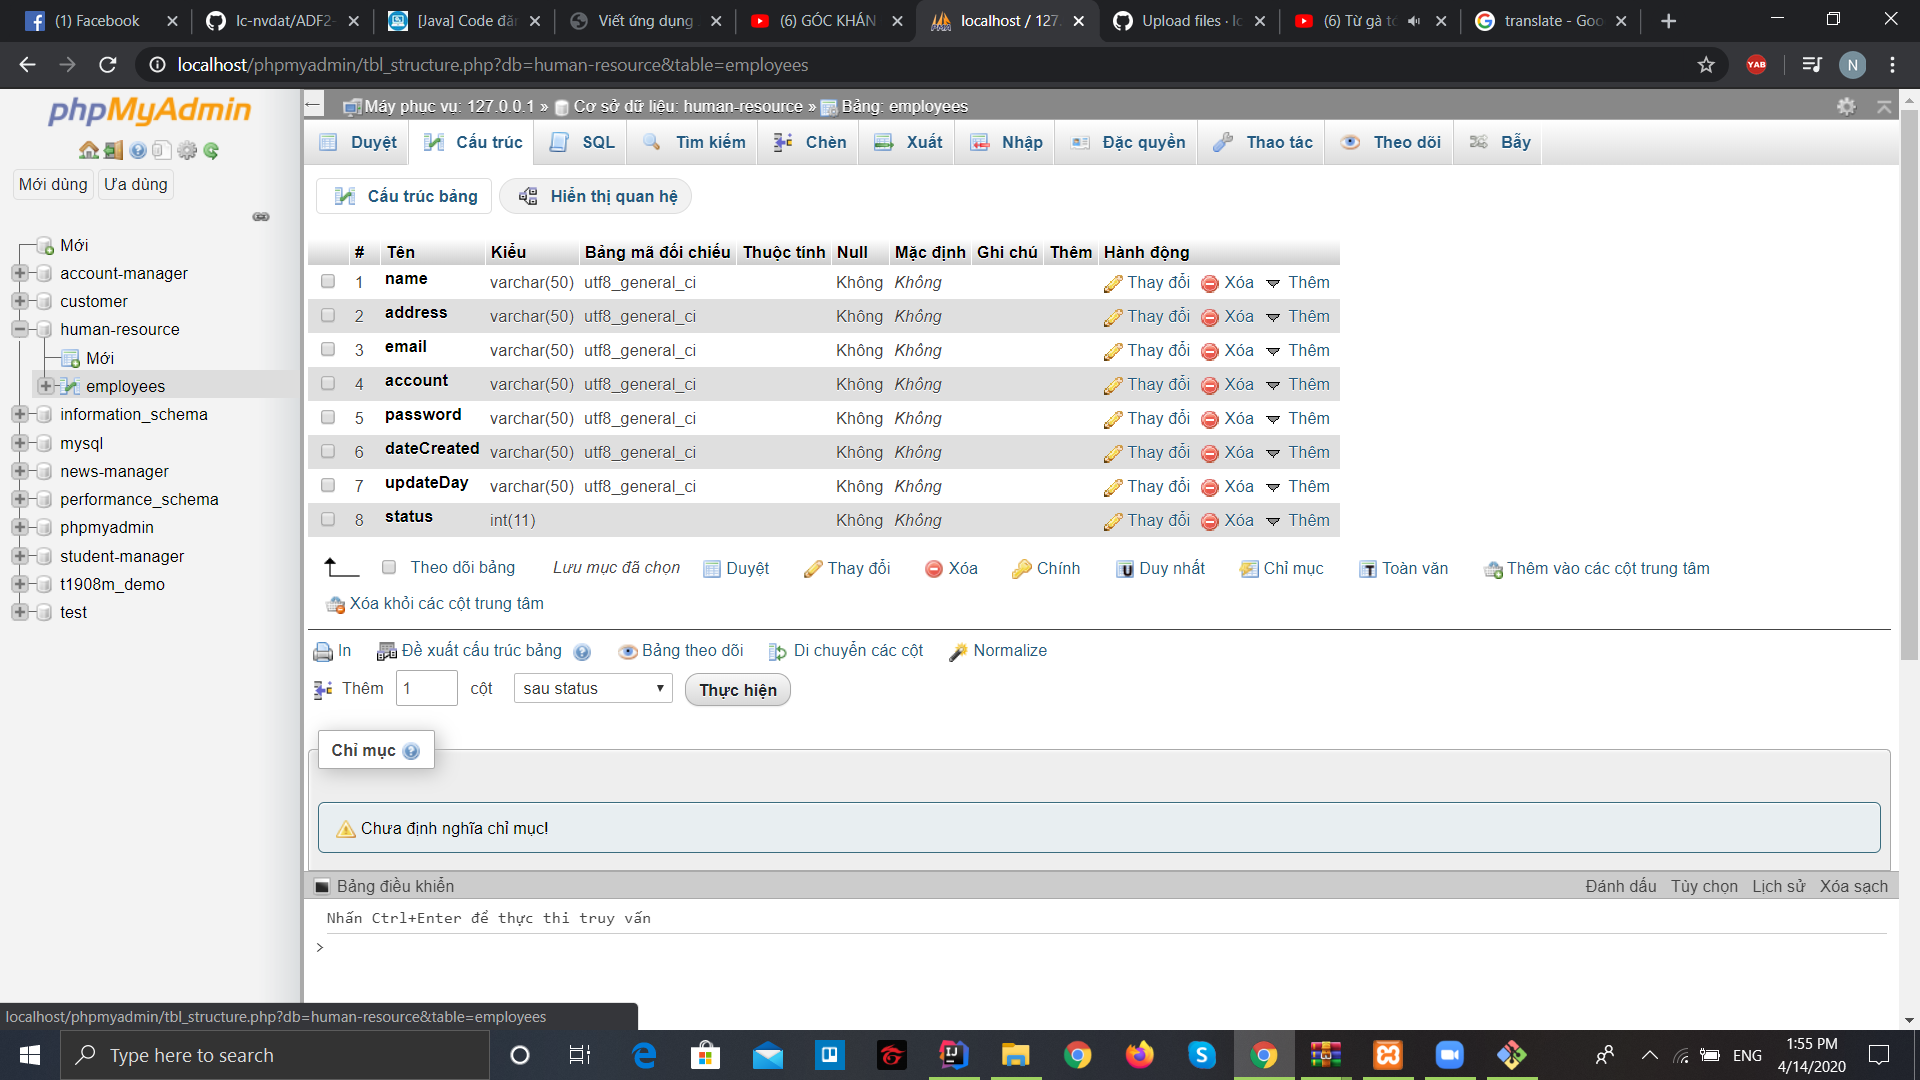 (1) Facebook
lc-nvdat/ADF2-
[Java] Code đăn
Viết ứng dụng
(6) GÓC KHÁN
localhost / 127.
Upload files · lc
(6) Từ gà tớ
translate - Goo
localhost/phpmyadmin/tbl_structure.php?db=human-resource&table=employees
YAB
N
phpMyAdmin
Mới dùng
Ưa dùng
Mới
account-manager
customer
human-resource
Mới
employees
information_schema
mysql
news-manager
performance_schema
phpmyadmin
student-manager
t1908m_demo
test
Máy phục vụ: 127.0.0.1 » Cơ sở dữ liệu: human-resource » Bảng: employees
Duyệt Cấu trúc SQL Tìm kiếm Chèn Xuất Nhập Đặc quyền Thao tác Theo dõi Bẫy
Cấu trúc bảng Hiển thị quan hệ
# Tên Kiểu Bảng mã đối chiếu Thuộc tính Null Mặc định Ghi chú Thêm Hành động
1 name varchar(50) utf8_general_ci Không Không Thay đổi Xóa Thêm
2 address varchar(50) utf8_general_ci Không Không Thay đổi Xóa Thêm
3 email varchar(50) utf8_general_ci Không Không Thay đổi Xóa Thêm
4 account varchar(50) utf8_general_ci Không Không Thay đổi Xóa Thêm
5 password varchar(50) utf8_general_ci Không Không Thay đổi Xóa Thêm
6 dateCreated varchar(50) utf8_general_ci Không Không Thay đổi Xóa Thêm
7 updateDay varchar(50) utf8_general_ci Không Không Thay đổi Xóa Thêm
8 status int(11) Không Không Thay đổi Xóa Thêm
Theo dõi bảng Lưu mục đã chọn Duyệt Thay đổi Xóa Chính Duy nhất Chỉ mục Toàn văn Thêm vào các cột trung tâm
Xóa khỏi các cột trung tâm
In Đề xuất cấu trúc bảng Bảng theo dõi Di chuyển các cột Normalize
Thêm 1 cột sau status Thực hiện
Chỉ mục
Chưa định nghĩa chỉ mục!
Bảng điều khiển Đánh dấu Tùy chọn Lịch sử Xóa sạch
Nhấn Ctrl+Enter để thực thi truy vấn
>
localhost/phpmyadmin/tbl_structure.php?db=human-resource&table=employees
Type here to search
ENG
1:55 PM
4/14/2020